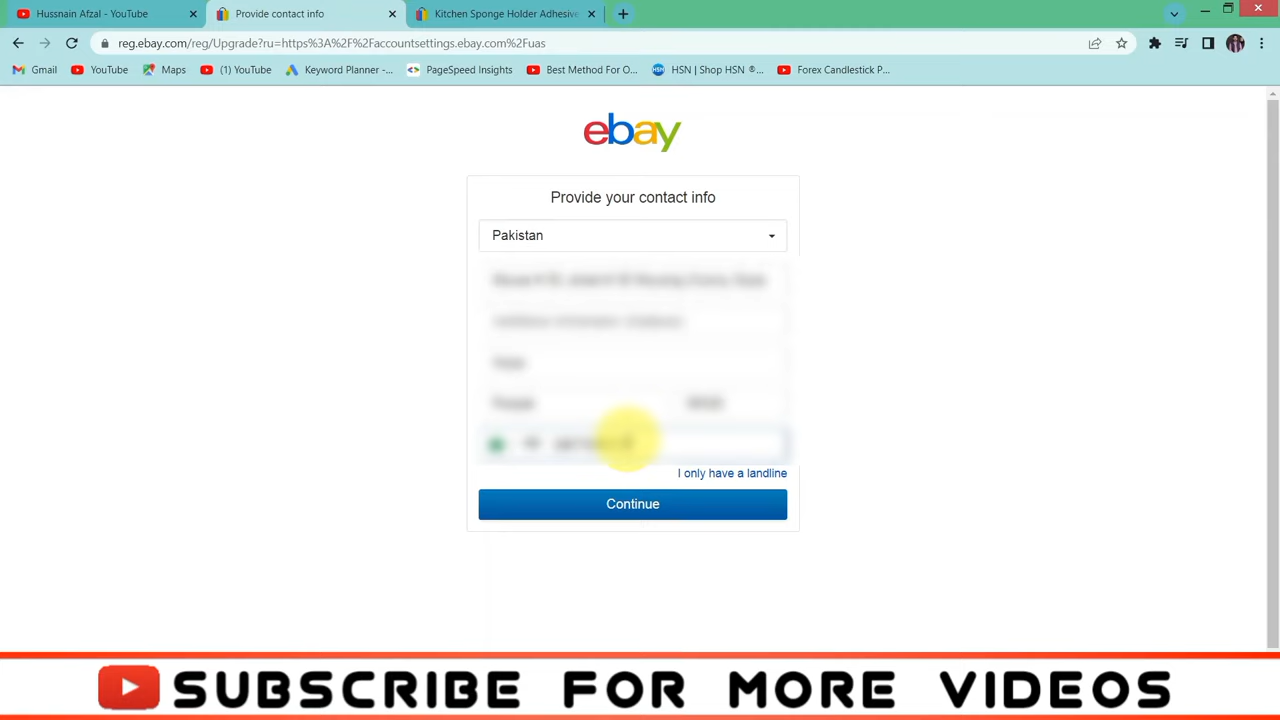 Hussnain Afzal - YouTube
Provide contact info
Kitchen Sponge Holder Adhesive
reg.ebay.com/reg/Upgrade?ru=https%3A%2F%2Faccountsettings.ebay.com%2Fuas
Gmail
YouTube
Maps
(1) YouTube
Keyword Planner -...
PageSpeed Insights
Best Method For O...
HSN | Shop HSN ®...
Forex Candlestick P...
ebay
Provide your contact info
Pakistan
I only have a landline
Continue
SUBSCRIBE FOR MORE VIDEOS